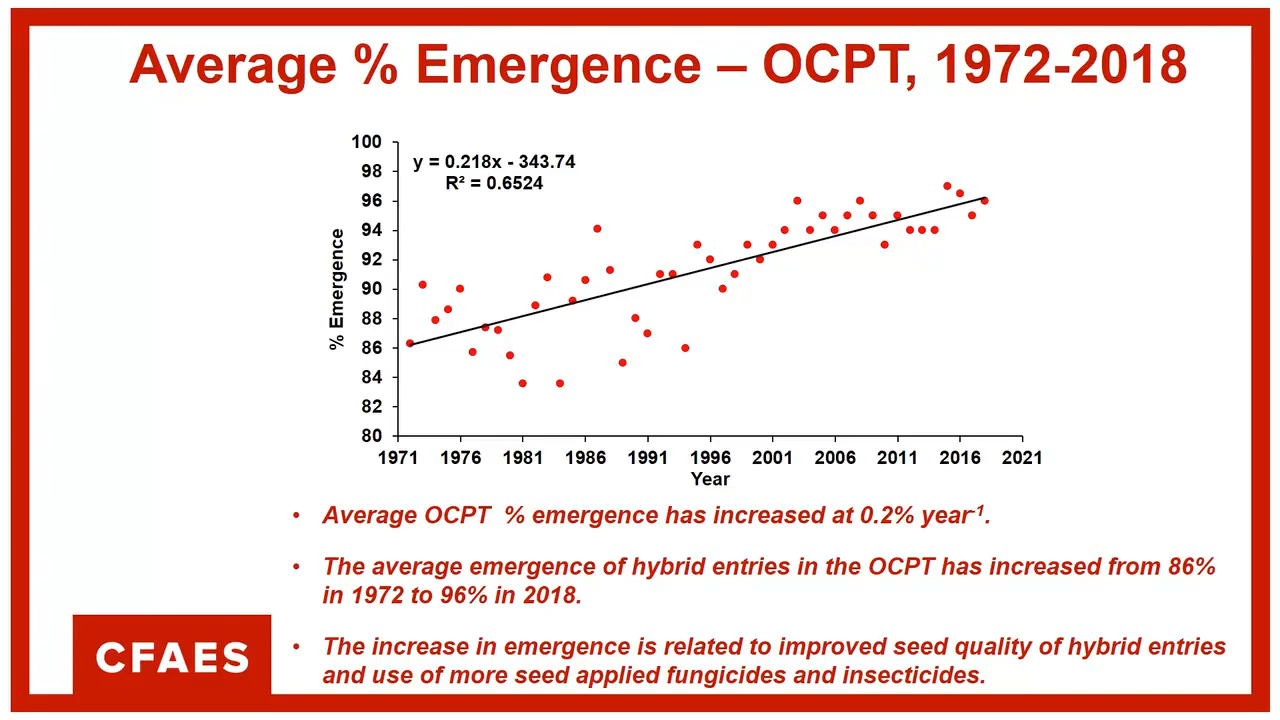 Average % Emergence – OCPT, 1972-2018
y = 0.218x - 343.74
R² = 0.6524
100
98
96
94
92
90
88
86
84
82
80
% Emergence
1971 1976 1981 1986 1991 1996 2001 2006 2011 2016 2021
Year
• Average OCPT % emergence has increased at 0.2% year⁻¹.
• The average emergence of hybrid entries in the OCPT has increased from 86%
in 1972 to 96% in 2018.
• The increase in emergence is related to improved seed quality of hybrid entries
and use of more seed applied fungicides and insecticides.
CFAES